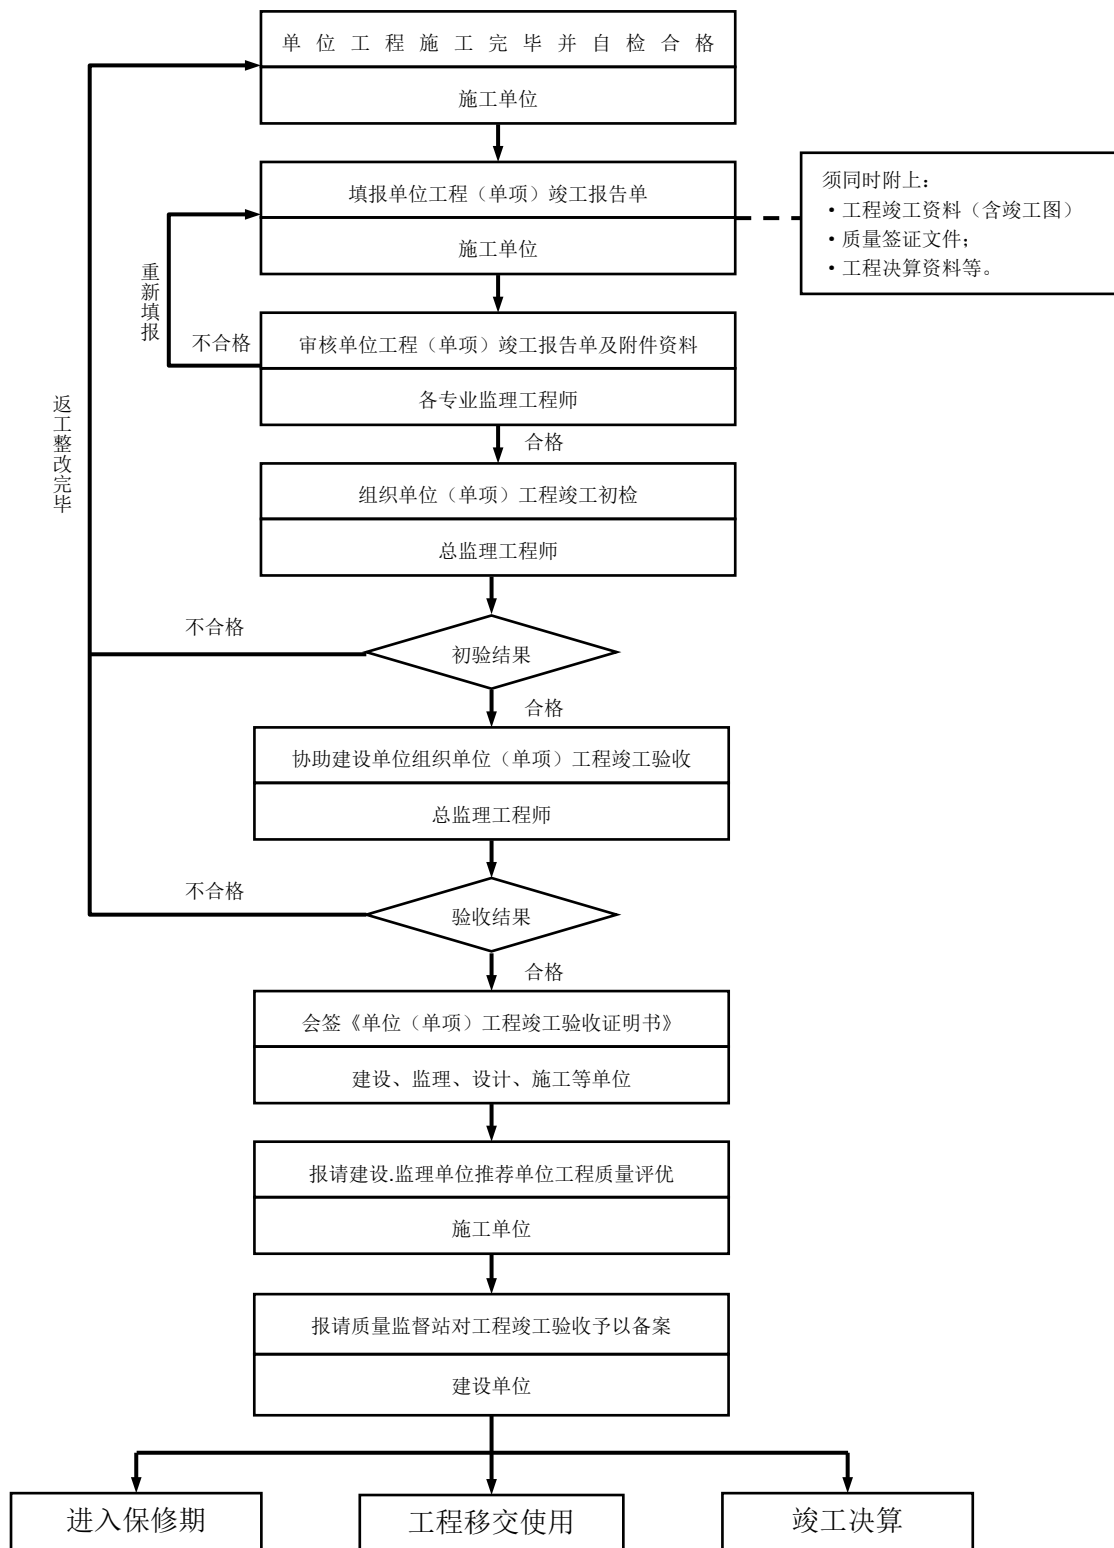 单位工程施工完毕并自检合格
施工单位
填报单位工程（单项）竣工报告单
施工单位
须同时附上：
·工程竣工资料（含竣工图）
·质量签证文件；
·工程决算资料等。
重新填报
不合格
审核单位工程（单项）竣工报告单及附件资料
各专业监理工程师
合格
返工整改完毕
组织单位（单项）工程竣工初检
总监理工程师
不合格
初验结果
合格
协助建设单位组织单位（单项）工程竣工验收
总监理工程师
不合格
验收结果
合格
会签《单位（单项）工程竣工验收证明书》
建设、监理、设计、施工等单位
报请建设.监理单位推荐单位工程质量评优
施工单位
报请质量监督站对工程竣工验收予以备案
建设单位
进入保修期
工程移交使用
竣工决算